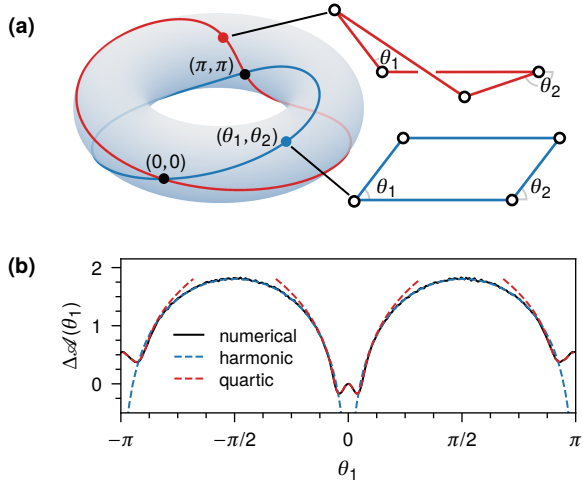 (a)
(π, π)
(θ₁, θ₂)
(0, 0)
θ₁
θ₂
θ₁
θ₂
(b)
Δ𝒜(θ₁)
2
1
0
numerical
harmonic
quartic
−π
−π/2
0
π/2
π
θ₁